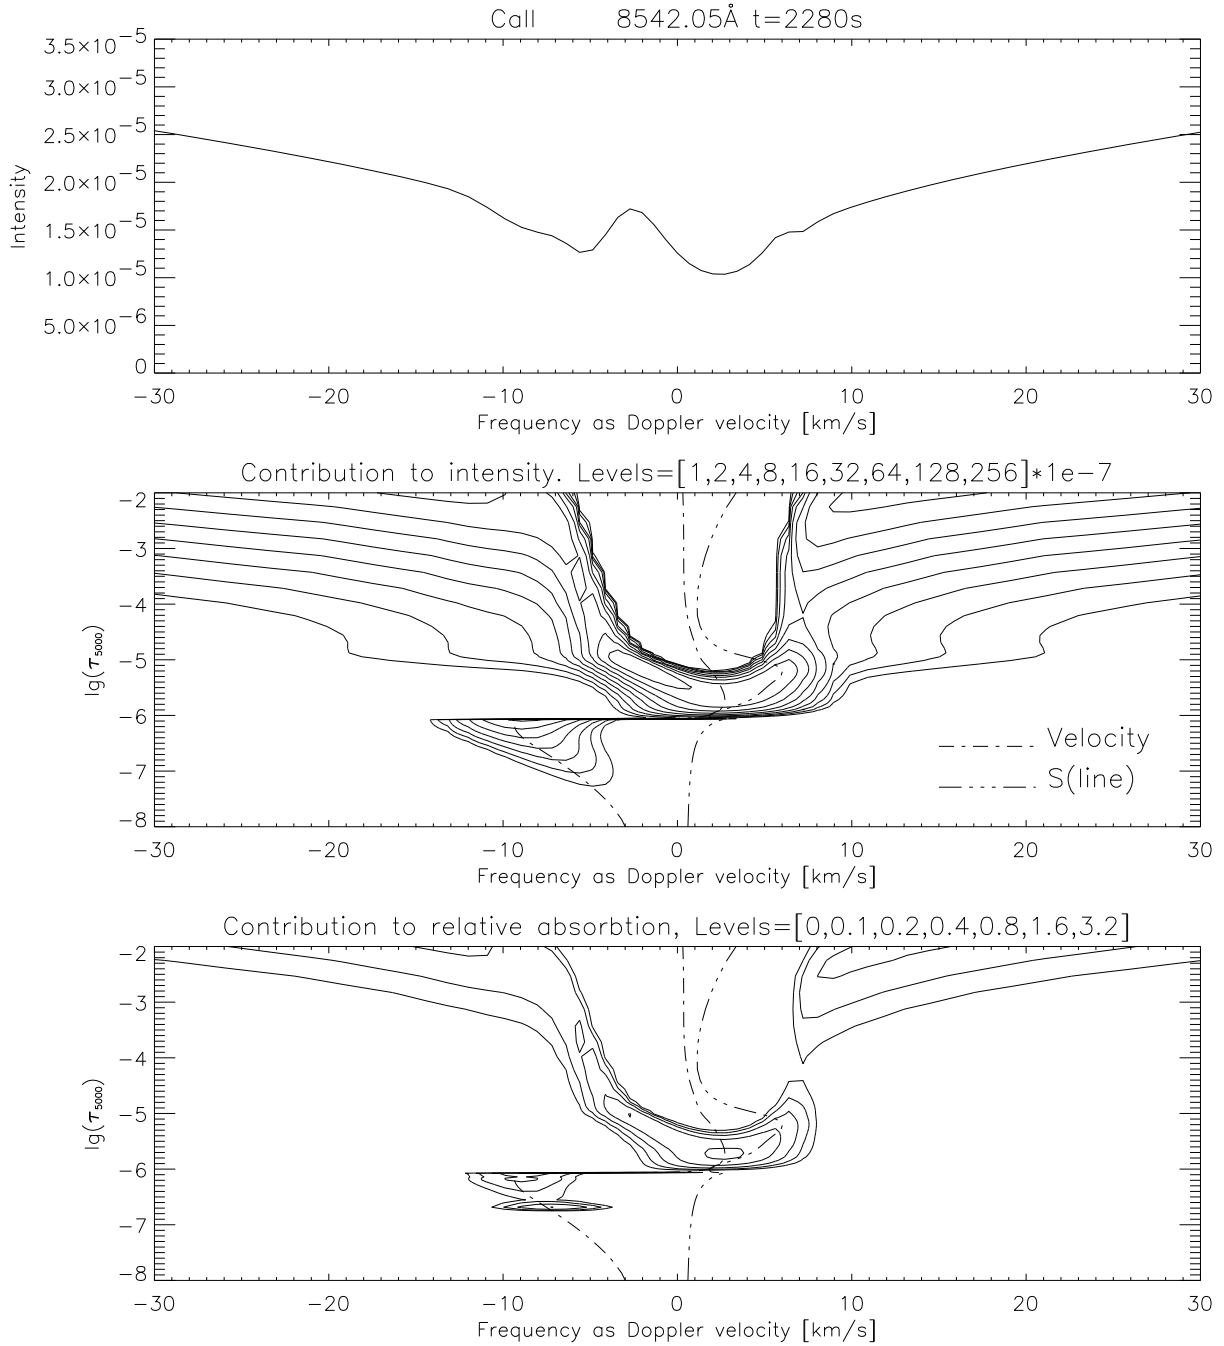 CaII 8542.05Å t=2280s
3.5×10⁻⁵
3.0×10⁻⁵
2.5×10⁻⁵
2.0×10⁻⁵
1.5×10⁻⁵
1.0×10⁻⁵
5.0×10⁻⁶
0
Intensity
-30 -20 -10 0 10 20 30
Frequency as Doppler velocity [km/s]
Contribution to intensity. Levels=[1,2,4,8,16,32,64,128,256]*1e-7
-2
-3
-4
-5
-6
-7
-8
lg(τ₅₀₀₀)
Velocity
S(line)
-30 -20 -10 0 10 20 30
Frequency as Doppler velocity [km/s]
Contribution to relative absorbtion, Levels=[0,0.1,0.2,0.4,0.8,1.6,3.2]
-2
-3
-4
-5
-6
-7
-8
lg(τ₅₀₀₀)
-30 -20 -10 0 10 20 30
Frequency as Doppler velocity [km/s]